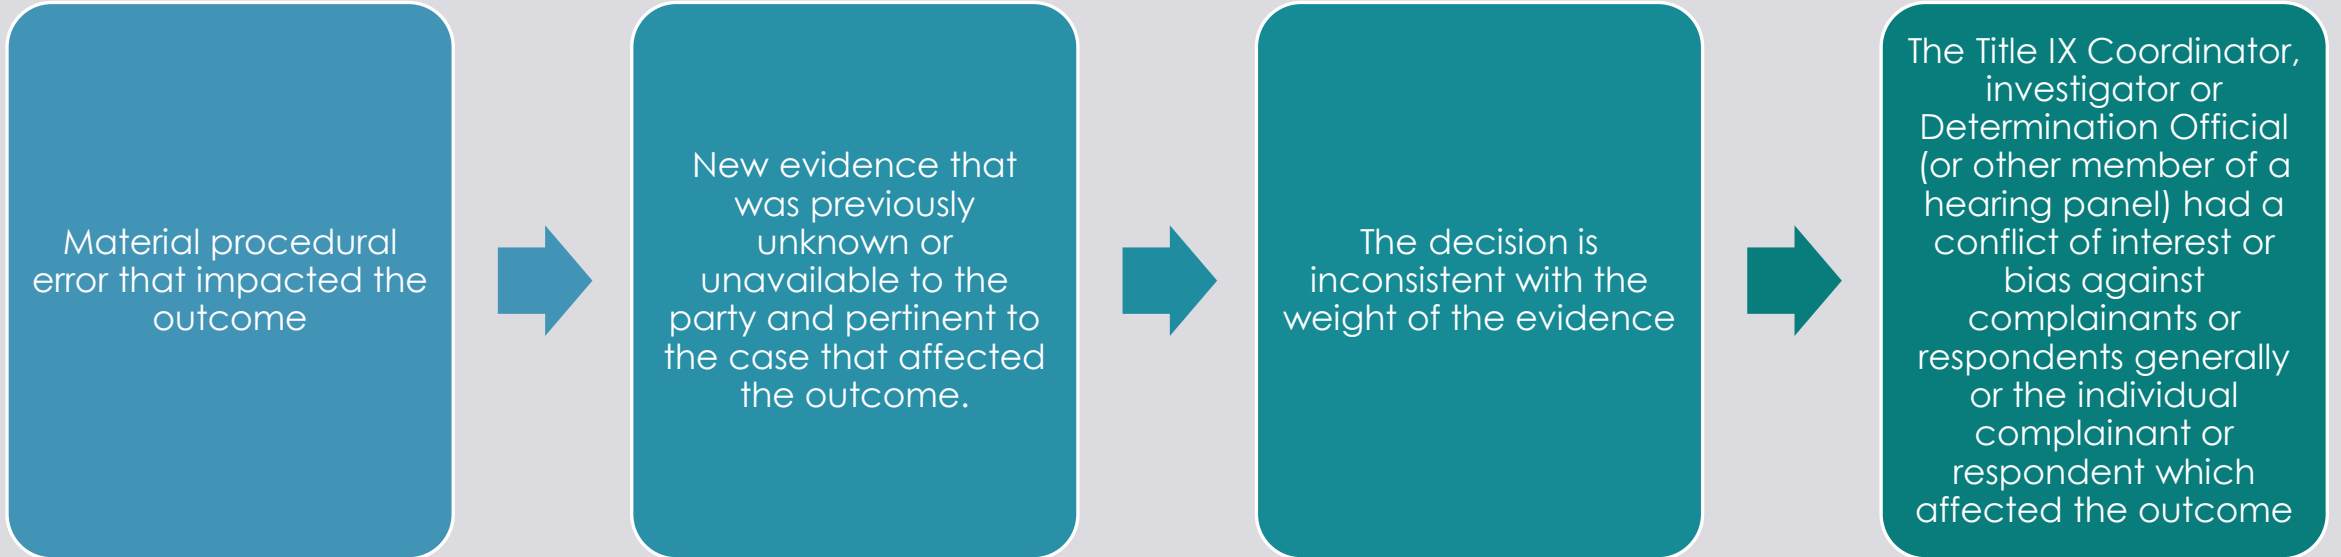 Material procedural
error that impacted the
outcome
New evidence that
was previously
unknown or
unavailable to the
party and pertinent to
the case that affected
the outcome.
The decision is
inconsistent with the
weight of the evidence
The Title IX Coordinator,
investigator or
Determination Official
(or other member of a
hearing panel) had a
conflict of interest or
bias against
complainants or
respondents generally
or the individual
complainant or
respondent which
affected the outcome